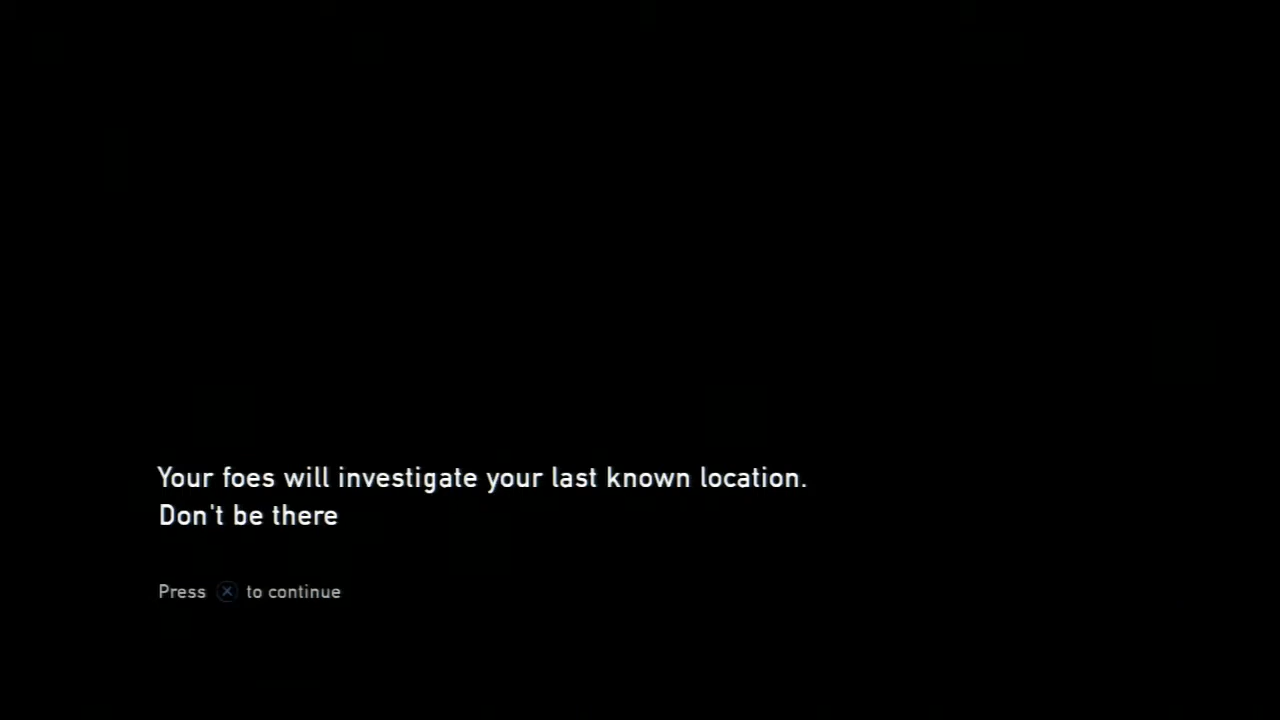 Your foes will investigate your last known location.
Don't be there
Press ⓧ to continue